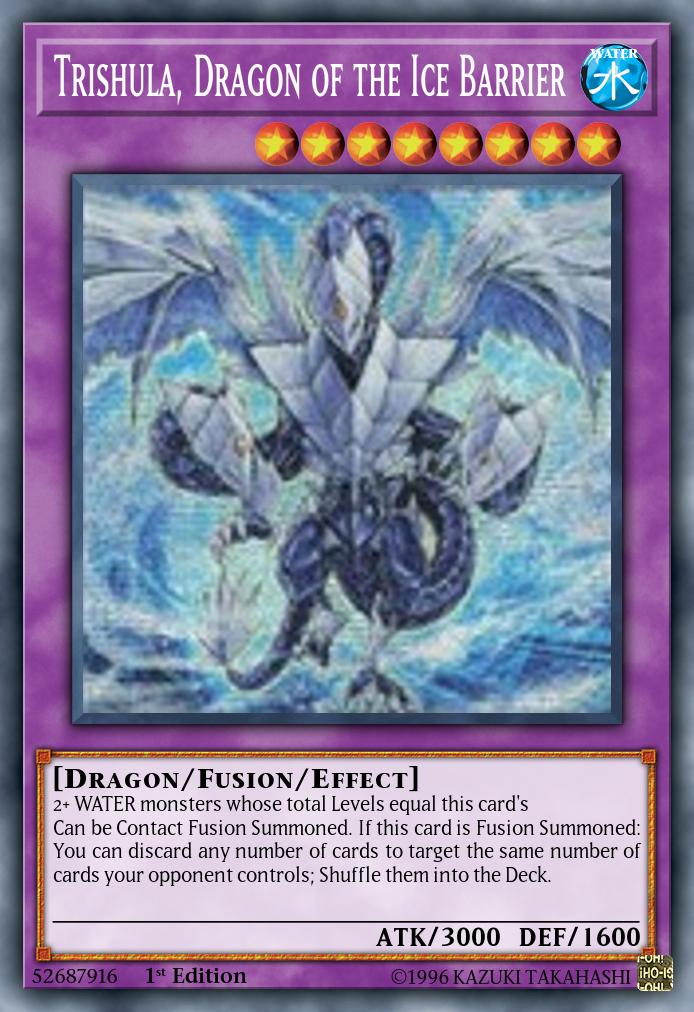 Trishula, Dragon of the Ice Barrier
WATER
水
[Dragon/Fusion/Effect]
2+ WATER monsters whose total Levels equal this card's
Can be Contact Fusion Summoned. If this card is Fusion Summoned:
You can discard any number of cards to target the same number of
cards your opponent controls; Shuffle them into the Deck.
ATK/3000 DEF/1600
52687916 1st Edition ©1996 KAZUKI TAKAHASHI